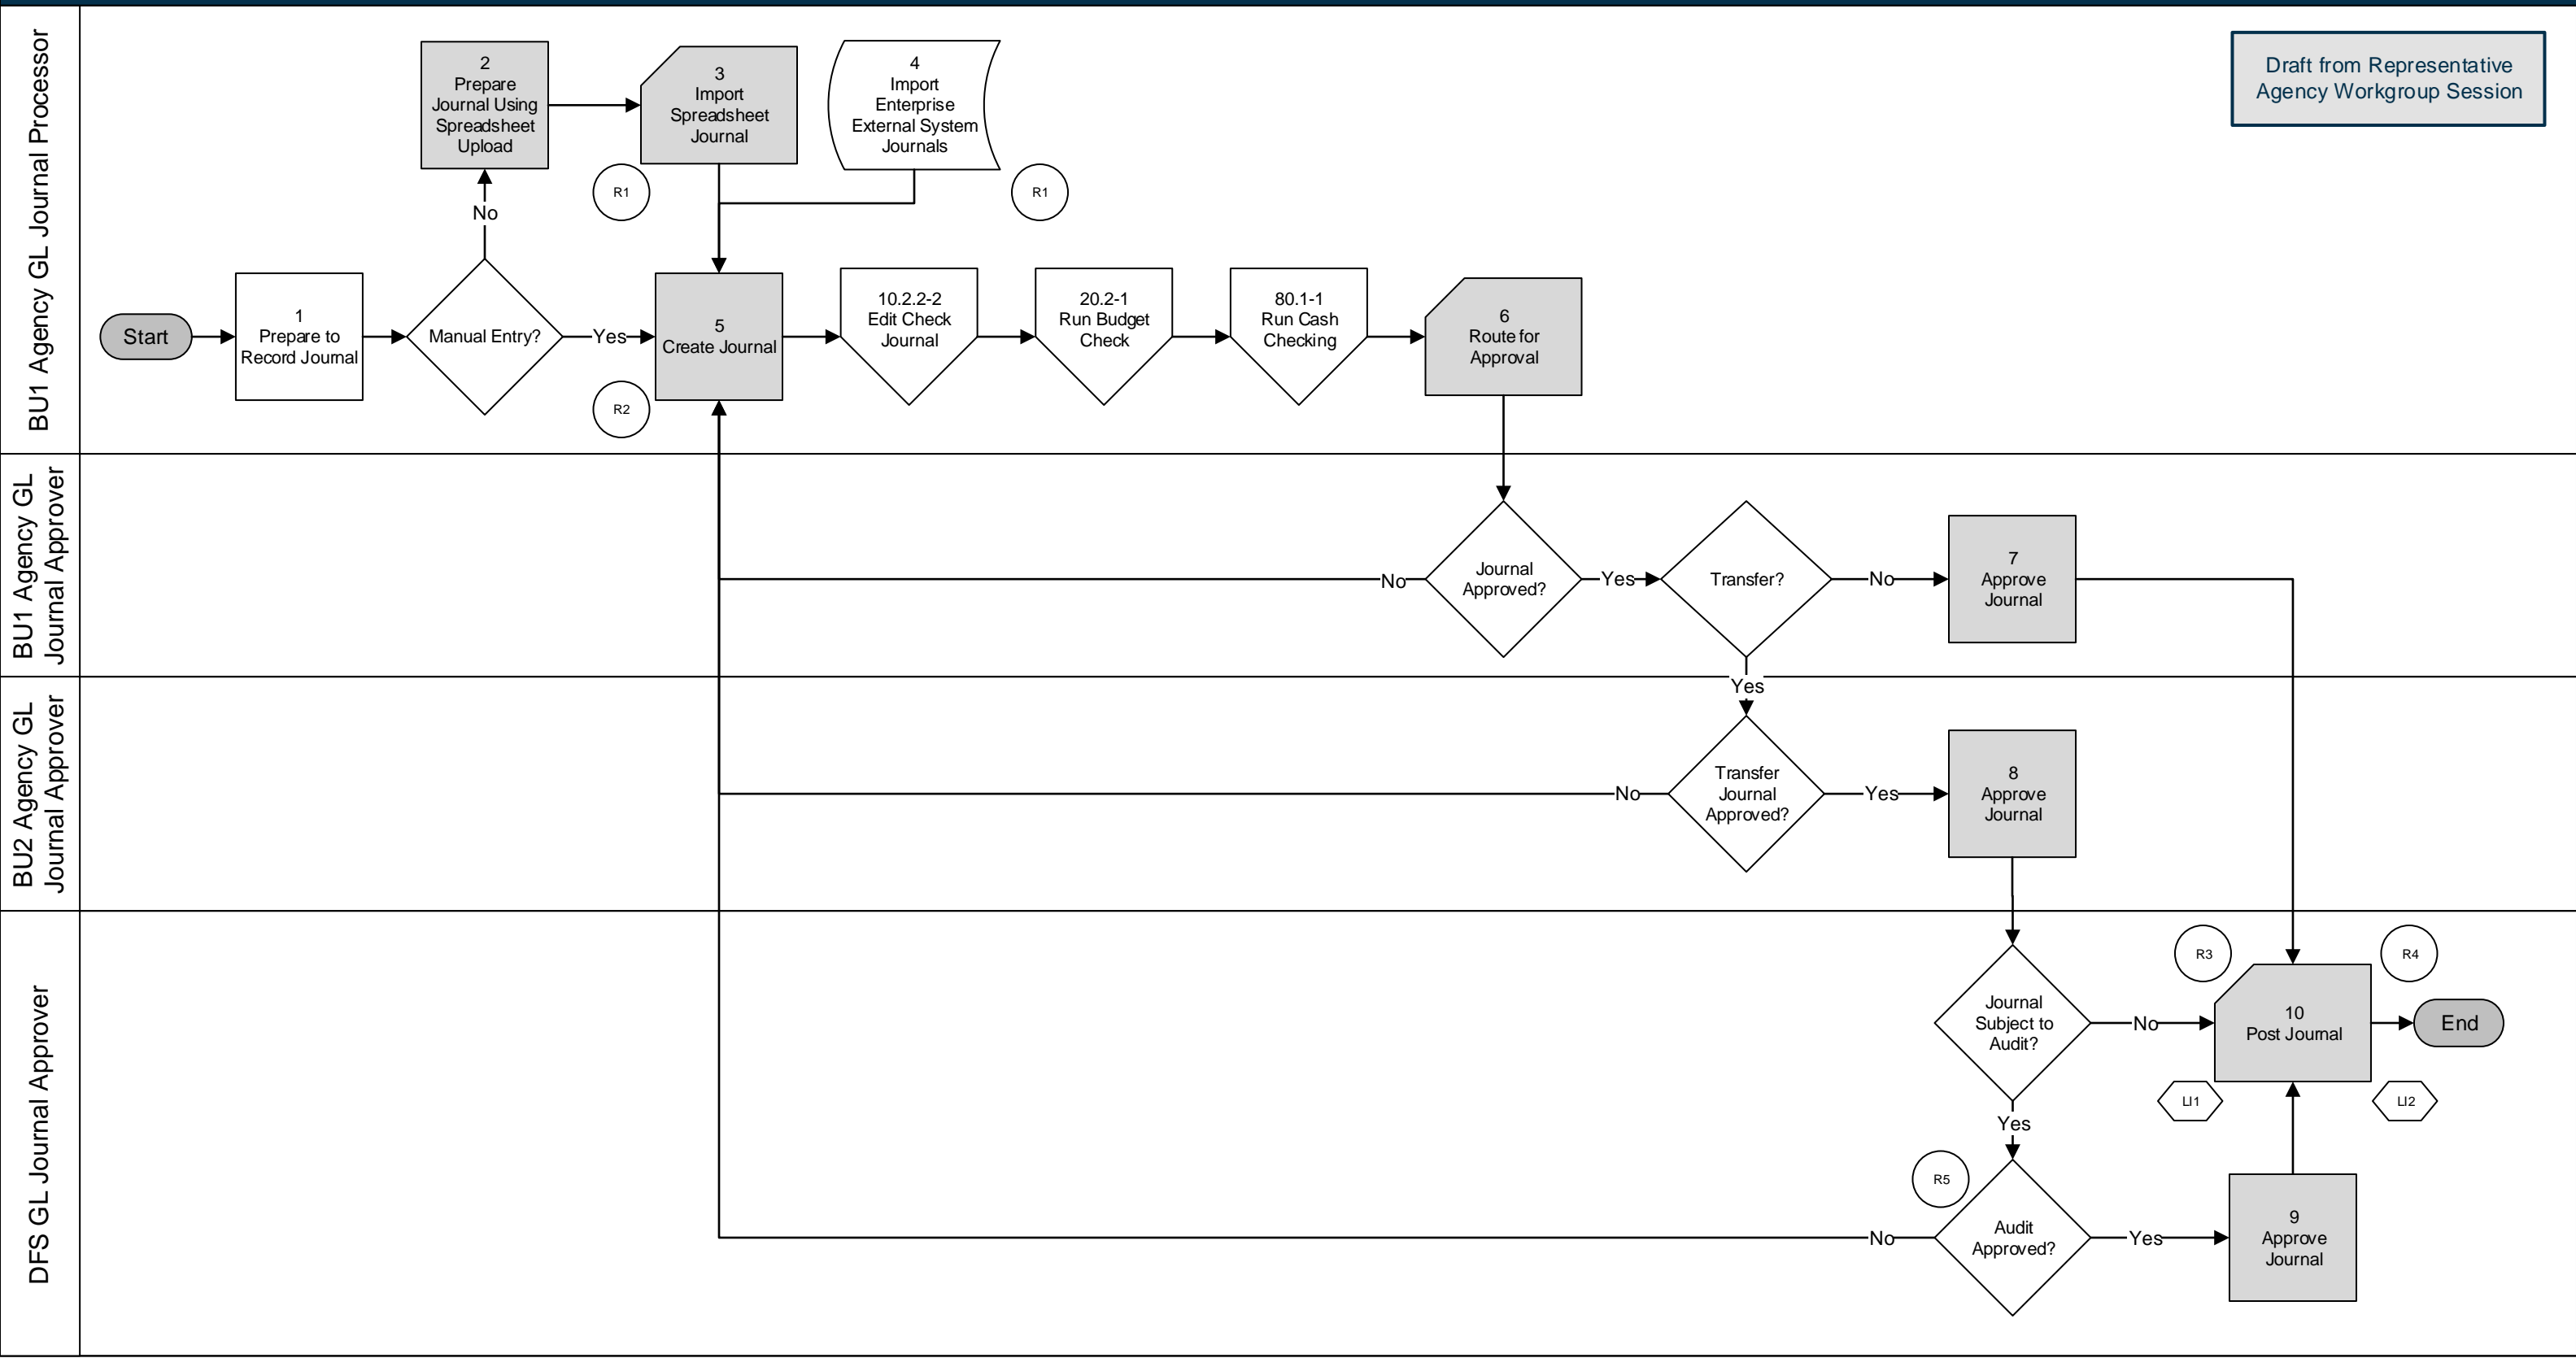 Draft from Representative
Agency Workgroup Session
BU1 Agency GL Journal Processor
2
Prepare
Journal Using
Spreadsheet
Upload
3
Import
Spreadsheet
Journal
4
Import
Enterprise
External System
Journals
R1
R1
No
Start
1
Prepare to
Record Journal
Manual Entry?
Yes
5
Create Journal
10.2.2-2
Edit Check
Journal
20.2-1
Run Budget
Check
80.1-1
Run Cash
Checking
6
Route for
Approval
R2
BU1 Agency GL
Journal Approver
No
Journal
Approved?
Yes
Transfer?
No
7
Approve
Journal
Yes
BU2 Agency GL
Journal Approver
No
Transfer
Journal
Approved?
Yes
8
Approve
Journal
DFS GL Journal Approver
R3
R4
Journal
Subject to
Audit?
No
10
Post Journal
End
LI1
LI2
Yes
R5
No
Audit
Approved?
Yes
9
Approve
Journal